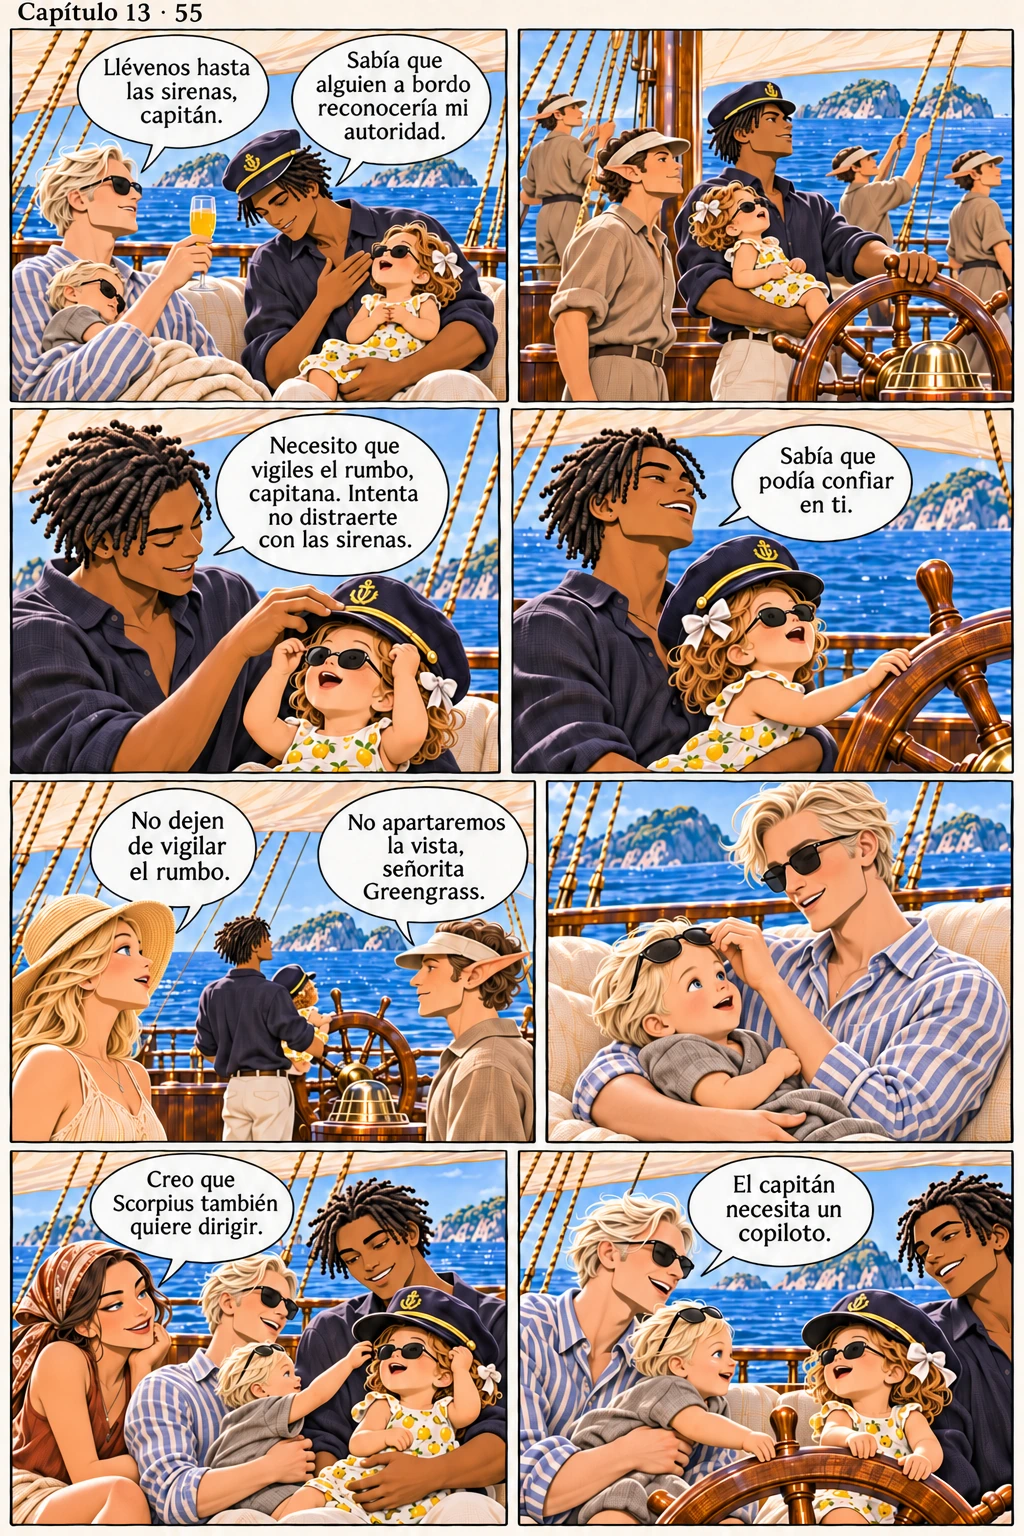 Capítulo 13 · 55
Llévenos hasta
las sirenas,
capitán.
Sabía que
alguien a bordo
reconocería mi
autoridad.
Necesito que
vigiles el rumbo,
capitana. Intenta
no distraerte
con las sirenas.
Sabía que
podía confiar
en ti.
No dejen
de vigilar
el rumbo.
No apartaremos
la vista,
señorita
Greengrass.
Creo que
Scorpius también
quiere dirigir.
El capitán
necesita un
copiloto.